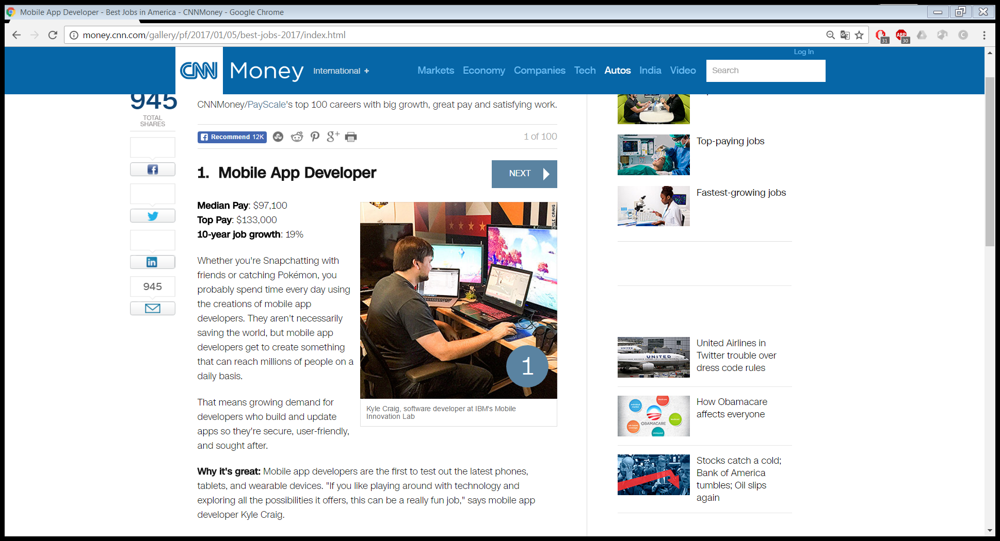 Mobile App Developer - Best Jobs in America - CNNMoney - Google Chrome
money.cnn.com/gallery/pf/2017/01/05/best-jobs-2017/index.html
31
ABP
30
C
Log In
CNN Money
International +
Markets Economy Companies Tech Autos India Video
Search
945
TOTAL
SHARES
945
CNNMoney/PayScale's top 100 careers with big growth, great pay and satisfying work.
Recommend 12K
1 of 100
1. Mobile App Developer
NEXT
Median Pay: $97,100
Top Pay: $133,000
10-year job growth: 19%
Whether you're Snapchatting with
friends or catching Pokémon, you
probably spend time every day using
the creations of mobile app
developers. They aren't necessarily
saving the world, but mobile app
developers get to create something
that can reach millions of people on a
daily basis.
That means growing demand for
developers who build and update
apps so they're secure, user-friendly,
and sought after.
KYLE CRAIG
1
Kyle Craig, software developer at IBM's Mobile
Innovation Lab
Why it's great: Mobile app developers are the first to test out the latest phones,
tablets, and wearable devices. "If you like playing around with technology and
exploring all the possibilities it offers, this can be a really fun job," says mobile app
developer Kyle Craig.
Top-paying jobs
Fastest-growing jobs
UNITED
United Airlines in
Twitter trouble over
dress code rules
OBAMACARE
How Obamacare
affects everyone
Stocks catch a cold;
Bank of America
tumbles; Oil slips
again